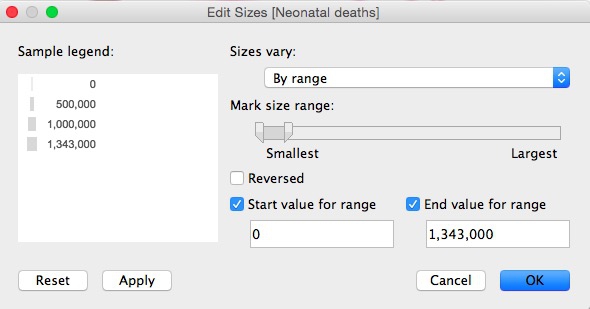 Edit Sizes [Neonatal deaths]
Sample legend:
0
500,000
1,000,000
1,343,000
Sizes vary:
By range
Mark size range:
Smallest
Largest
Reversed
Start value for range
End value for range
0
1,343,000
Reset
Apply
Cancel
OK